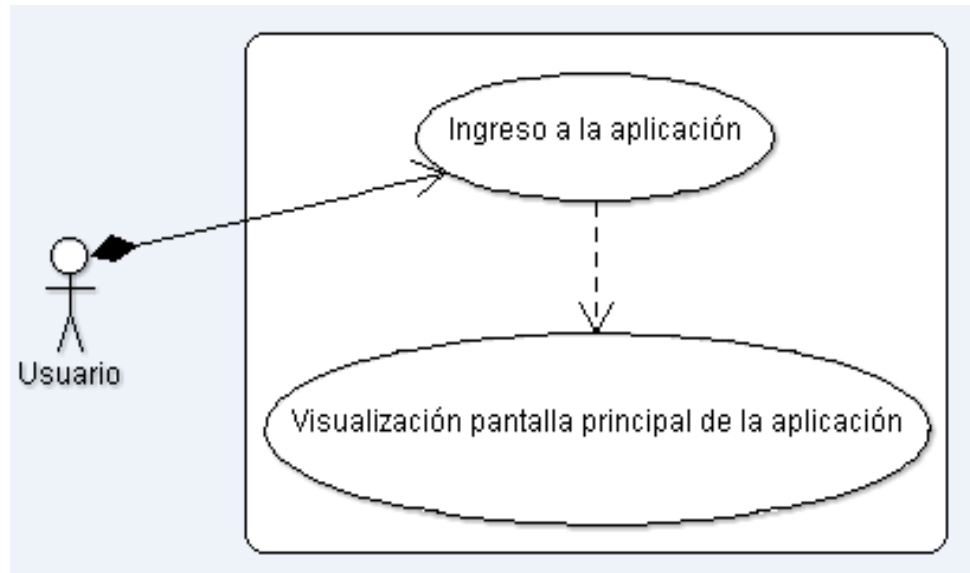 Ingreso a la aplicación
Usuario
Visualización pantalla principal de la aplicación